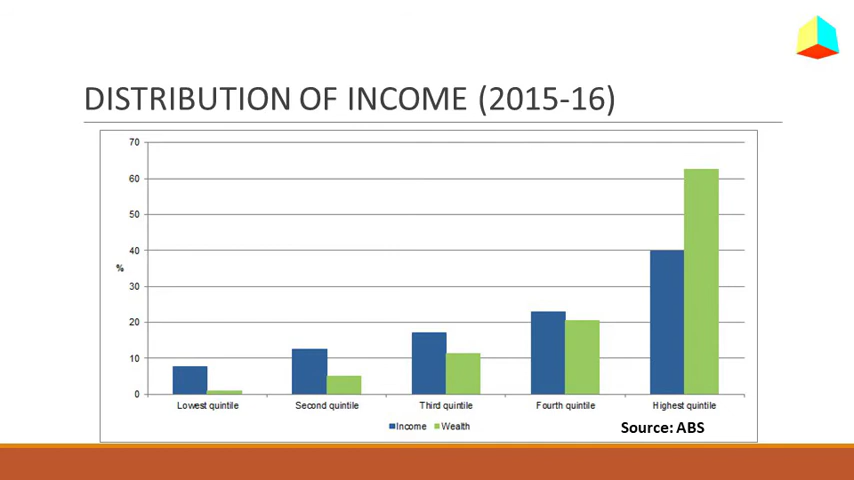 DISTRIBUTION OF INCOME (2015-16)
70
60
50
40
%
30
20
10
0
Lowest quintile Second quintile Third quintile Fourth quintile Highest quintile
Income Wealth
Source: ABS